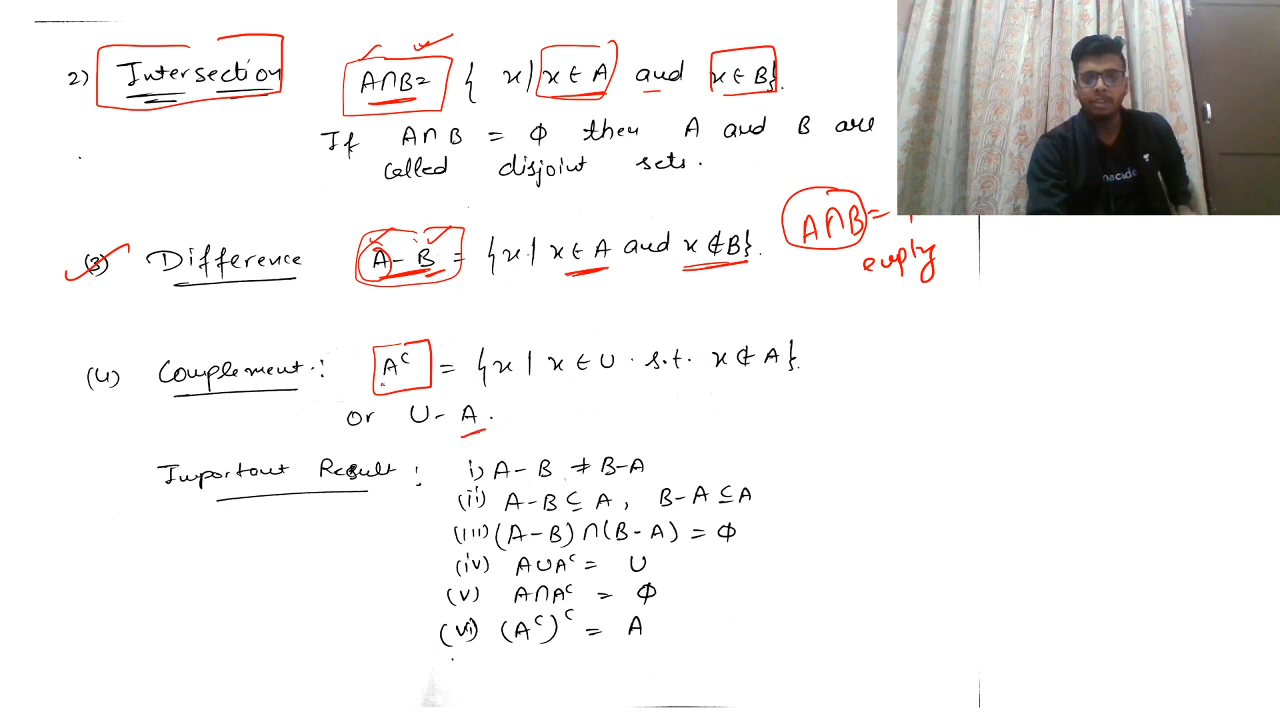 2) Intersection A∩B = { x | x ∈ A and x ∈ B}.
If A∩B = ϕ then A and B are
called disjoint sets.
A∩B =
empty
(3) Difference A - B = {x | x ∈ A and x ∉ B}.
(4) Complement : A^c = {x | x ∈ U s.t. x ∉ A}.
or U - A.
Important Result : i) A - B ≠ B - A
(ii) A - B ⊆ A , B - A ⊆ A
(iii) (A - B) ∩ (B - A) = ϕ
(iv) A ∪ A^c = U
(v) A ∩ A^c = ϕ
(vi) (A^c)^c = A